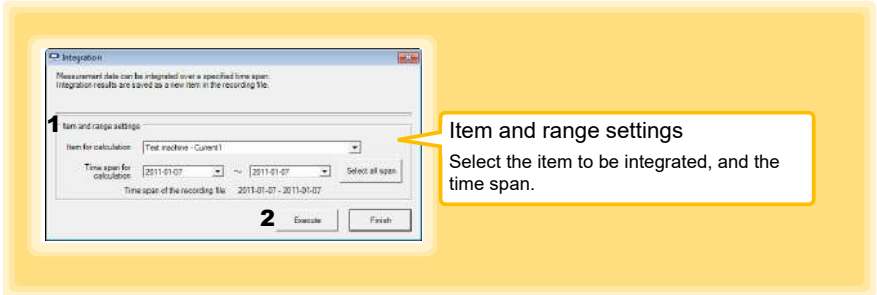 Integration
Measurement data can be integrated over a specified time span.
Integration results are saved as a new item in the recording file.
1
Item and range settings
Item for calculation Test machine - Current1
Time span for
calculation 2011-01-07 ~ 2011-01-07 Select all span
Time span of the recording file 2011-01-07 - 2011-01-07
2 Execute Finish
Item and range settings
Select the item to be integrated, and the
time span.